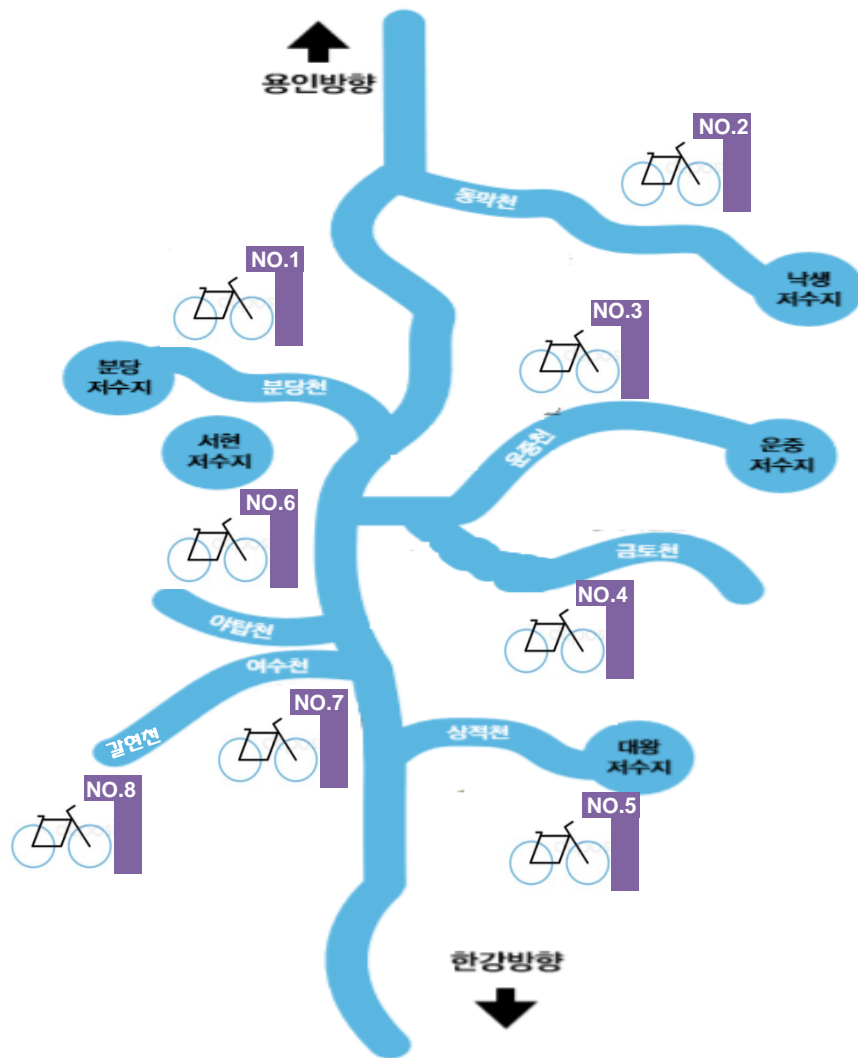 용인방향
NO.2
동막천
낙생
저수지
NO.1
NO.3
분당
저수지
분당천
서현
저수지
운중천
운중
저수지
NO.6
금토천
NO.4
야탑천
여수천
NO.7
갈현천
상적천
대왕
저수지
NO.8
NO.5
한강방향